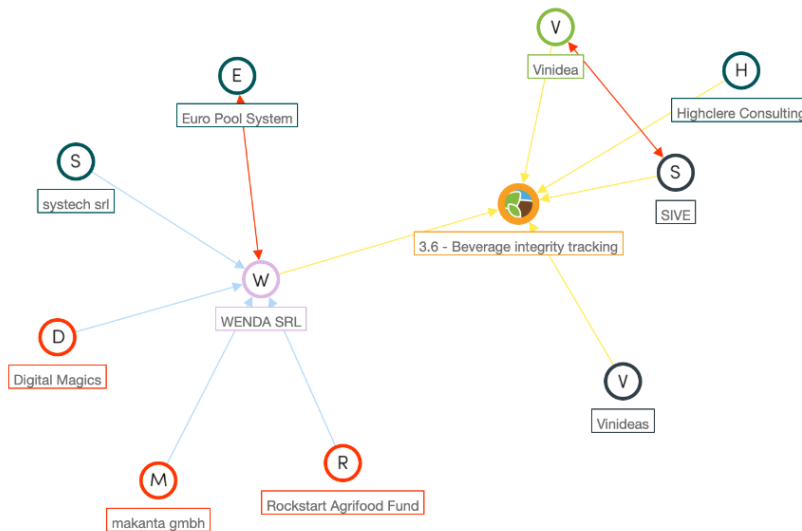 V
Vinidea
E
Euro Pool System
H
Highclere Consulting
S
systech srl
S
SIVE
3.6 - Beverage integrity tracking
W
WENDA SRL
D
Digital Magics
V
Vinideas
M
makanta gmbh
R
Rockstart Agrifood Fund